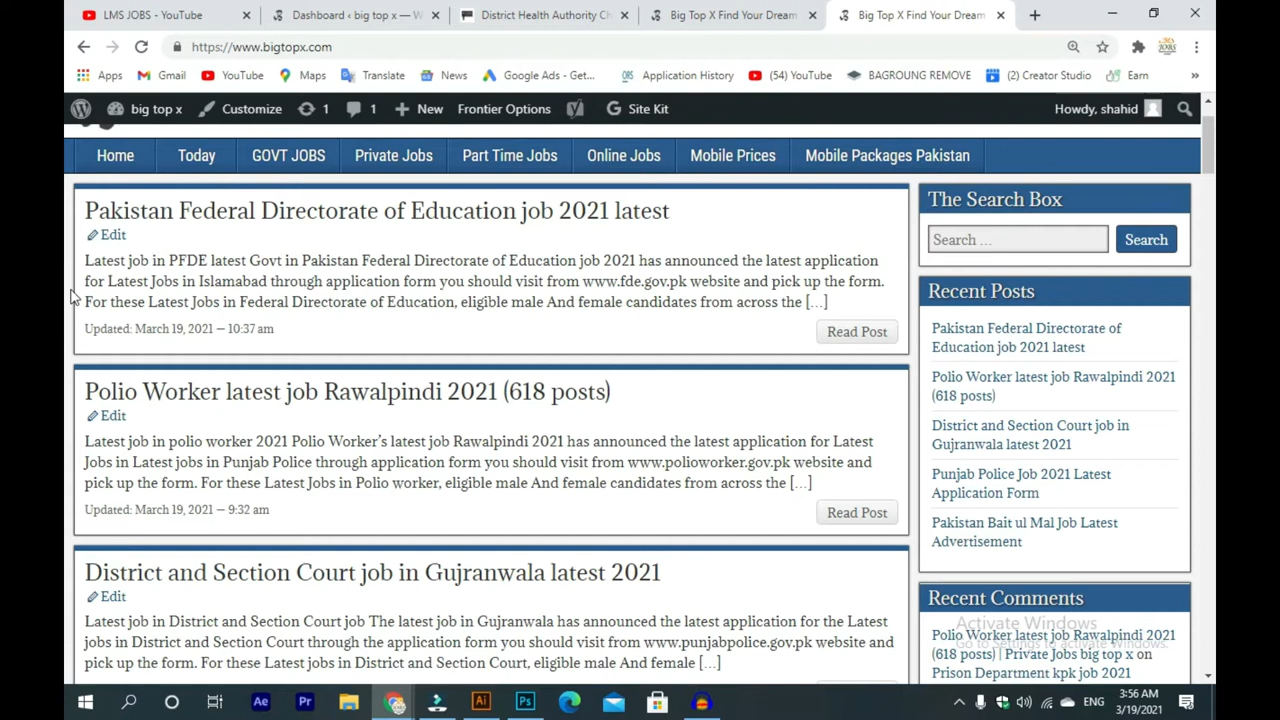 LMS JOBS - YouTube
Dashboard ‹ big top x — W
District Health Authority Ch
Big Top X Find Your Dream
Big Top X Find Your Dream
https://www.bigtopx.com
Apps
Gmail
YouTube
Maps
Translate
News
Google Ads - Get...
Application History
(54) YouTube
BAGROUNG REMOVE
(2) Creator Studio
Earn
big top x
Customize
1
1
New
Frontier Options
Site Kit
Howdy, shahid
Home
Today
GOVT JOBS
Private Jobs
Part Time Jobs
Online Jobs
Mobile Prices
Mobile Packages Pakistan
Pakistan Federal Directorate of Education job 2021 latest
Edit
Latest job in PFDE latest Govt in Pakistan Federal Directorate of Education job 2021 has announced the latest application
for Latest Jobs in Islamabad through application form you should visit from www.fde.gov.pk website and pick up the form.
For these Latest Jobs in Federal Directorate of Education, eligible male And female candidates from across the […]
Updated: March 19, 2021 — 10:37 am
Read Post
Polio Worker latest job Rawalpindi 2021 (618 posts)
Edit
Latest job in polio worker 2021 Polio Worker's latest job Rawalpindi 2021 has announced the latest application for Latest
Jobs in Latest jobs in Punjab Police through application form you should visit from www.polioworker.gov.pk website and
pick up the form. For these Latest Jobs in Polio worker, eligible male And female candidates from across the […]
Updated: March 19, 2021 — 9:32 am
Read Post
District and Section Court job in Gujranwala latest 2021
Edit
Latest job in District and Section Court job The latest job in Gujranwala has announced the latest application for the Latest
jobs in District and Section Court through the application form you should visit from www.punjabpolice.gov.pk website and
pick up the form. For these Latest jobs in District and Section Court, eligible male And female […]
The Search Box
Search …
Search
Recent Posts
Pakistan Federal Directorate of
Education job 2021 latest
Polio Worker latest job Rawalpindi 2021
(618 posts)
District and Section Court job in
Gujranwala latest 2021
Punjab Police Job 2021 Latest
Application Form
Pakistan Bait ul Mal Job Latest
Advertisement
Recent Comments
Activate Windows
Go to Settings to activate Windows.
Polio Worker latest job Rawalpindi 2021
(618 posts) | Private Jobs big top x on
Prison Department kpk job 2021
Ae
Pr
Ai
Ps
ENG
3:56 AM
3/19/2021